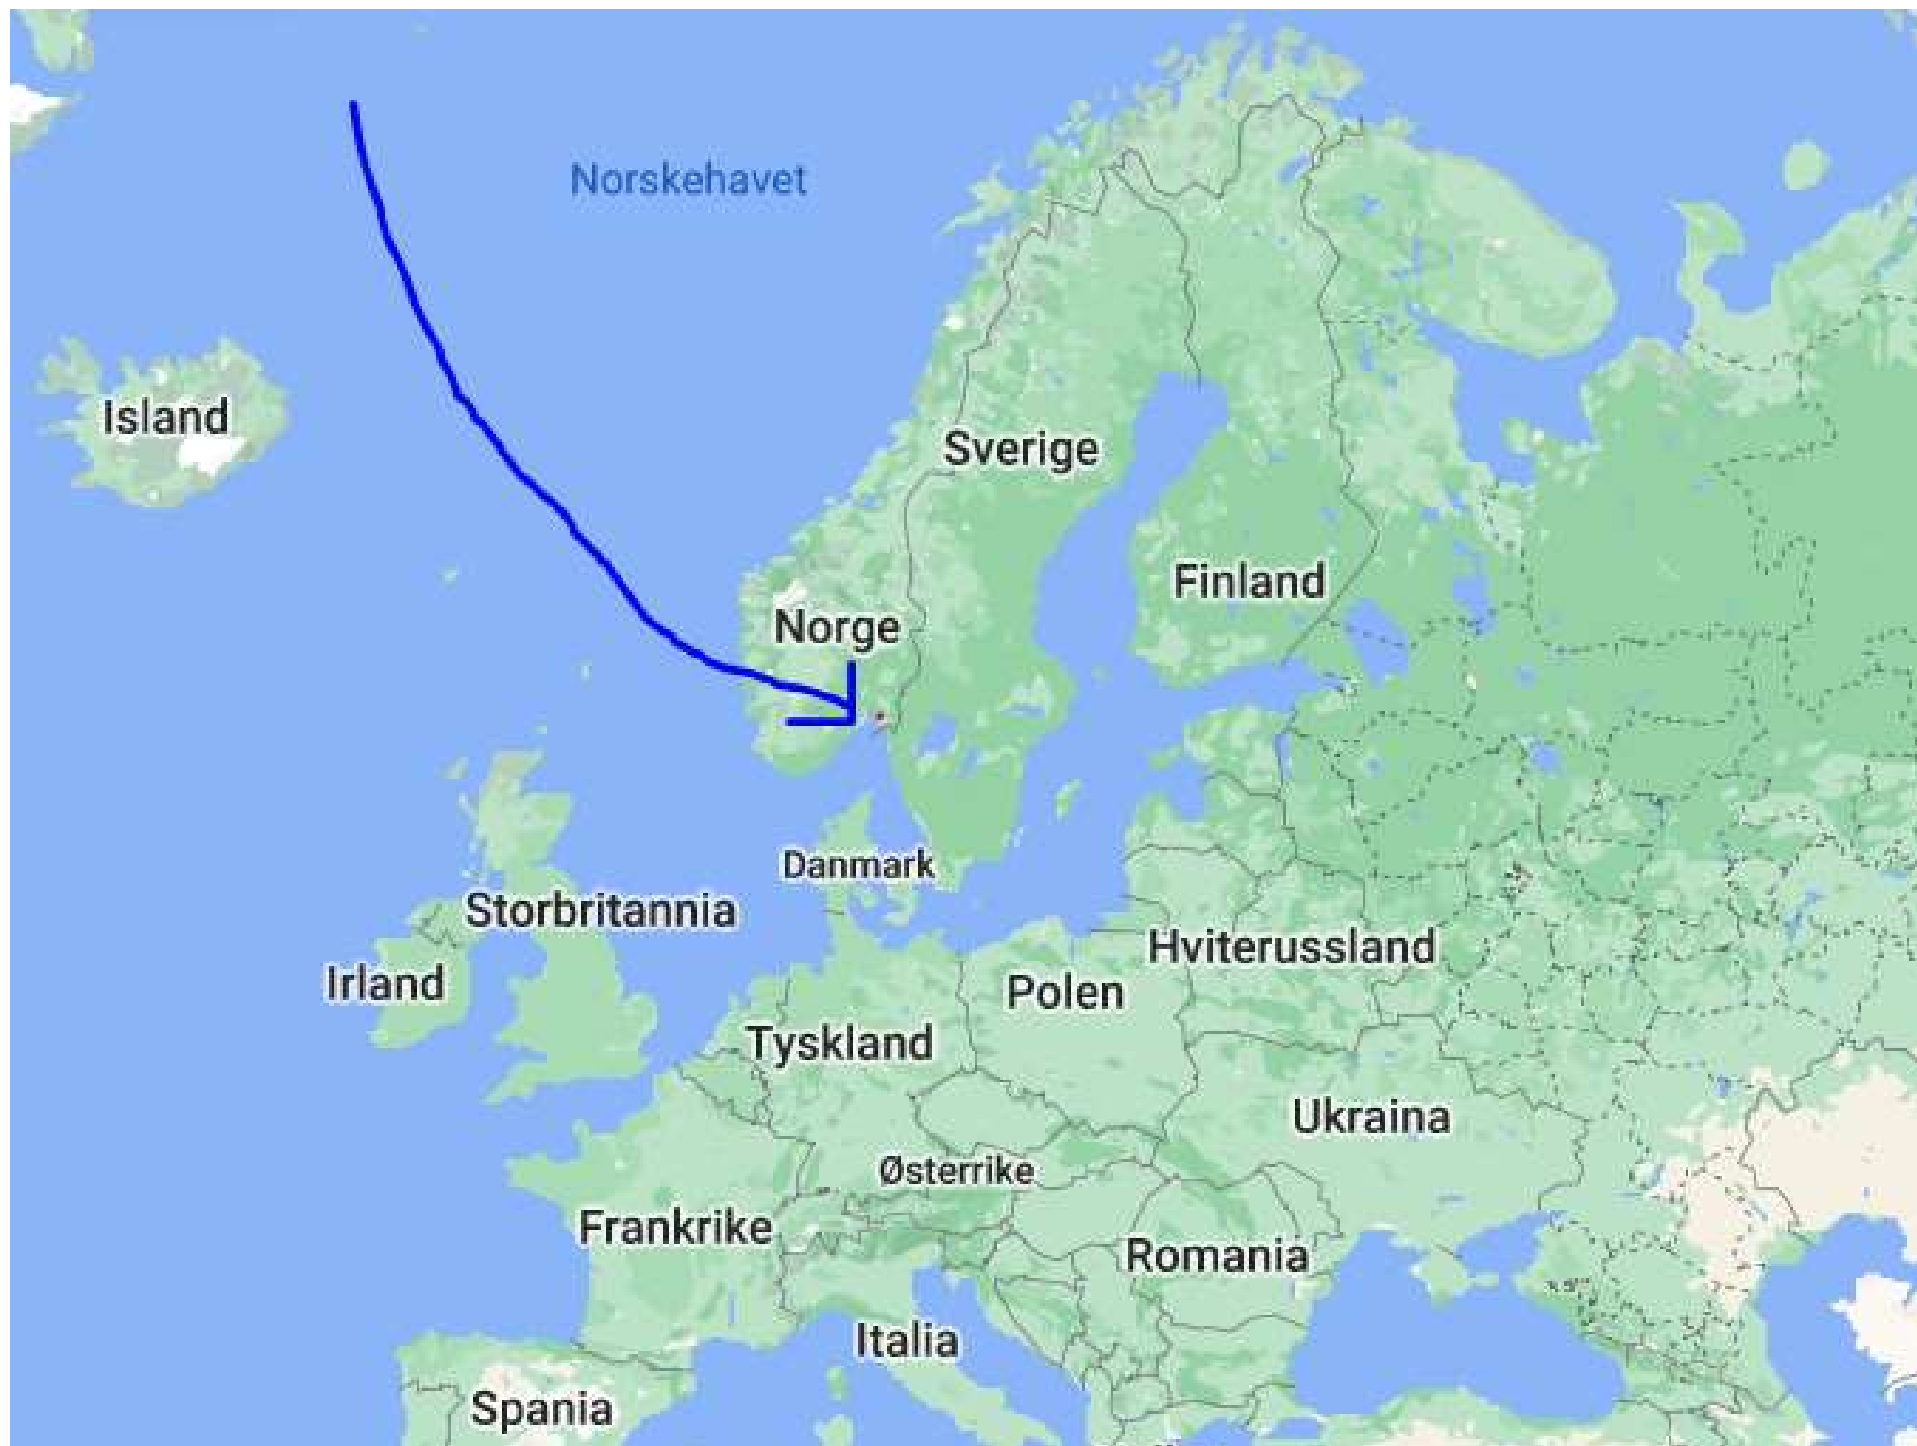 Norskehavet
Island
Sverige
Finland
Norge
Danmark
Storbritannia
Hviterussland
Irland
Polen
Tyskland
Ukraina
Østerrike
Frankrike
Romania
Italia
Spania